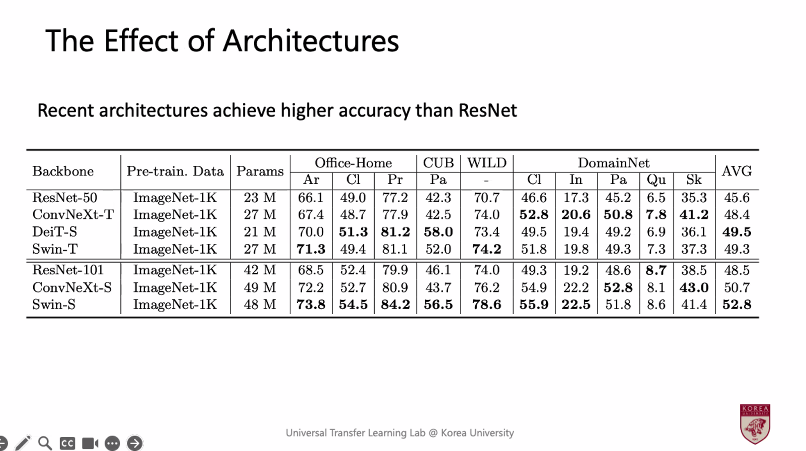 The Effect of Architectures
Recent architectures achieve higher accuracy than ResNet
Backbone Pre-train. Data Params Office-Home CUB WILD DomainNet AVG
Ar Cl Pr Pa - Cl In Pa Qu Sk
ResNet-50 ImageNet-1K 23 M 66.1 49.0 77.2 42.3 70.7 46.6 17.3 45.2 6.5 35.3 45.6
ConvNeXt-T ImageNet-1K 27 M 67.4 48.7 77.9 42.5 74.0 52.8 20.6 50.8 7.8 41.2 48.4
DeiT-S ImageNet-1K 21 M 70.0 51.3 81.2 58.0 73.4 49.5 19.4 49.2 6.9 36.1 49.5
Swin-T ImageNet-1K 27 M 71.3 49.4 81.1 52.0 74.2 51.8 19.8 49.3 7.3 37.3 49.3
ResNet-101 ImageNet-1K 42 M 68.5 52.4 79.9 46.1 74.0 49.3 19.2 48.6 8.7 38.5 48.5
ConvNeXt-S ImageNet-1K 49 M 72.2 52.7 80.9 43.7 76.2 54.9 22.2 52.8 8.1 43.0 50.7
Swin-S ImageNet-1K 48 M 73.8 54.5 84.2 56.5 78.6 55.9 22.5 51.8 8.6 41.4 52.8
KOREA
Universal Transfer Learning Lab @ Korea University
CC